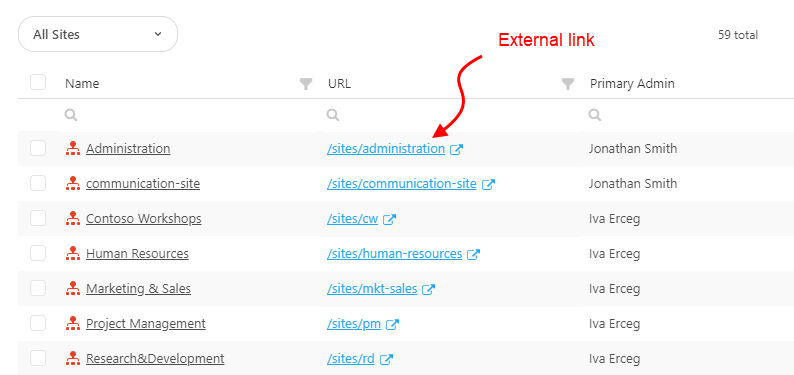 All Sites
External link
59 total
Name URL Primary Admin
Administration /sites/administration Jonathan Smith
communication-site /sites/communication-site Jonathan Smith
Contoso Workshops /sites/cw Iva Erceg
Human Resources /sites/human-resources Iva Erceg
Marketing & Sales /sites/mkt-sales Iva Erceg
Project Management /sites/pm Iva Erceg
Research&Development /sites/rd Iva Erceg